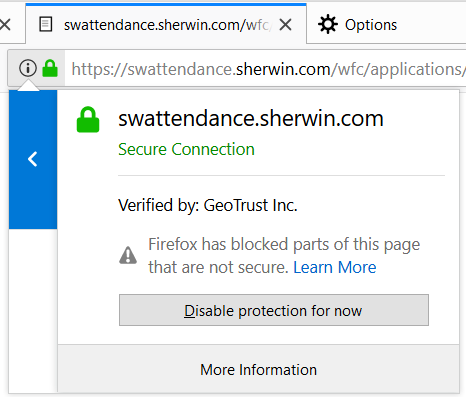 swattendance.sherwin.com/wfc/
Options
https://swattendance.sherwin.com/wfc/applications/
swattendance.sherwin.com
Secure Connection
Verified by: GeoTrust Inc.
Firefox has blocked parts of this page
that are not secure. Learn More
Disable protection for now
More Information